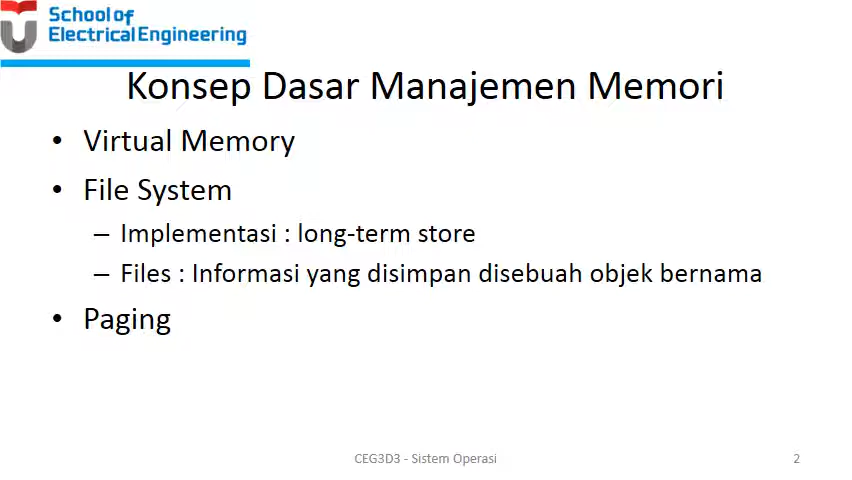 School of
Electrical Engineering
Konsep Dasar Manajemen Memori
• Virtual Memory
• File System
– Implementasi : long-term store
– Files : Informasi yang disimpan disebuah objek bernama
• Paging
CEG3D3 - Sistem Operasi
2